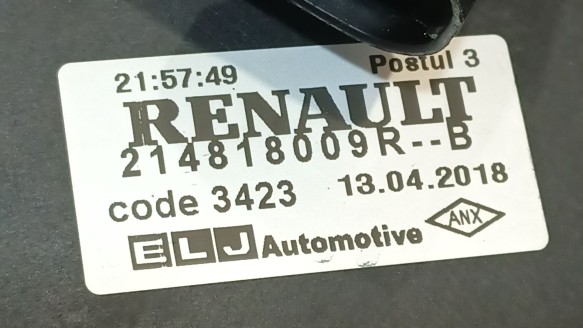 21:57:49 Postul 3
RENAULT
214818009R--B
code 3423 13.04.2018
ELJ Automotive ANX